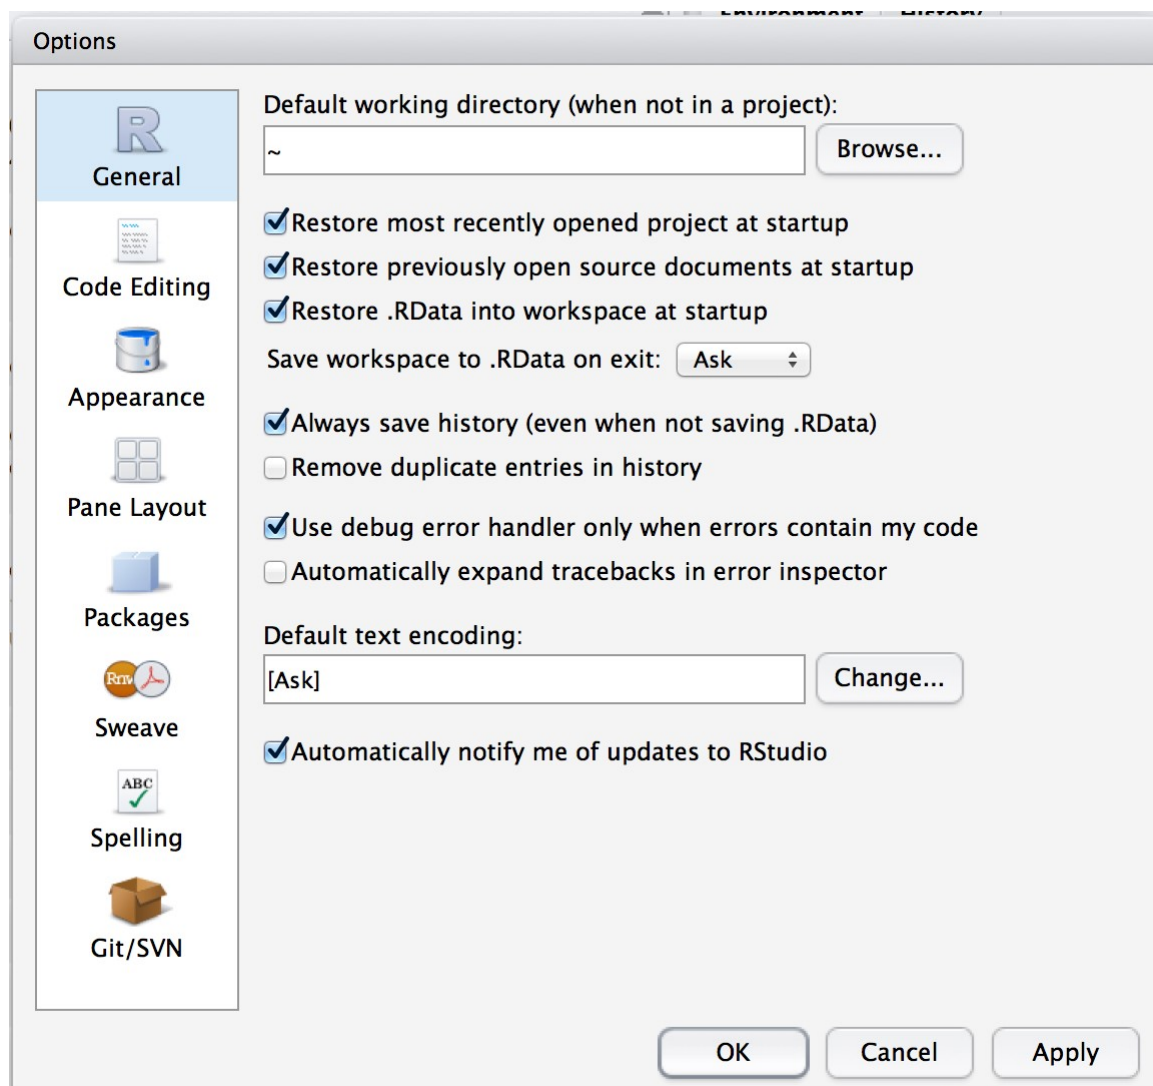 Environment History
Options
R
General
Code Editing
Appearance
Pane Layout
Packages
Rnw
Sweave
ABC
Spelling
Git/SVN
Default working directory (when not in a project):
~
Browse...
Restore most recently opened project at startup
Restore previously open source documents at startup
Restore .RData into workspace at startup
Save workspace to .RData on exit: Ask
Always save history (even when not saving .RData)
Remove duplicate entries in history
Use debug error handler only when errors contain my code
Automatically expand tracebacks in error inspector
Default text encoding:
[Ask]
Change...
Automatically notify me of updates to RStudio
OK Cancel Apply